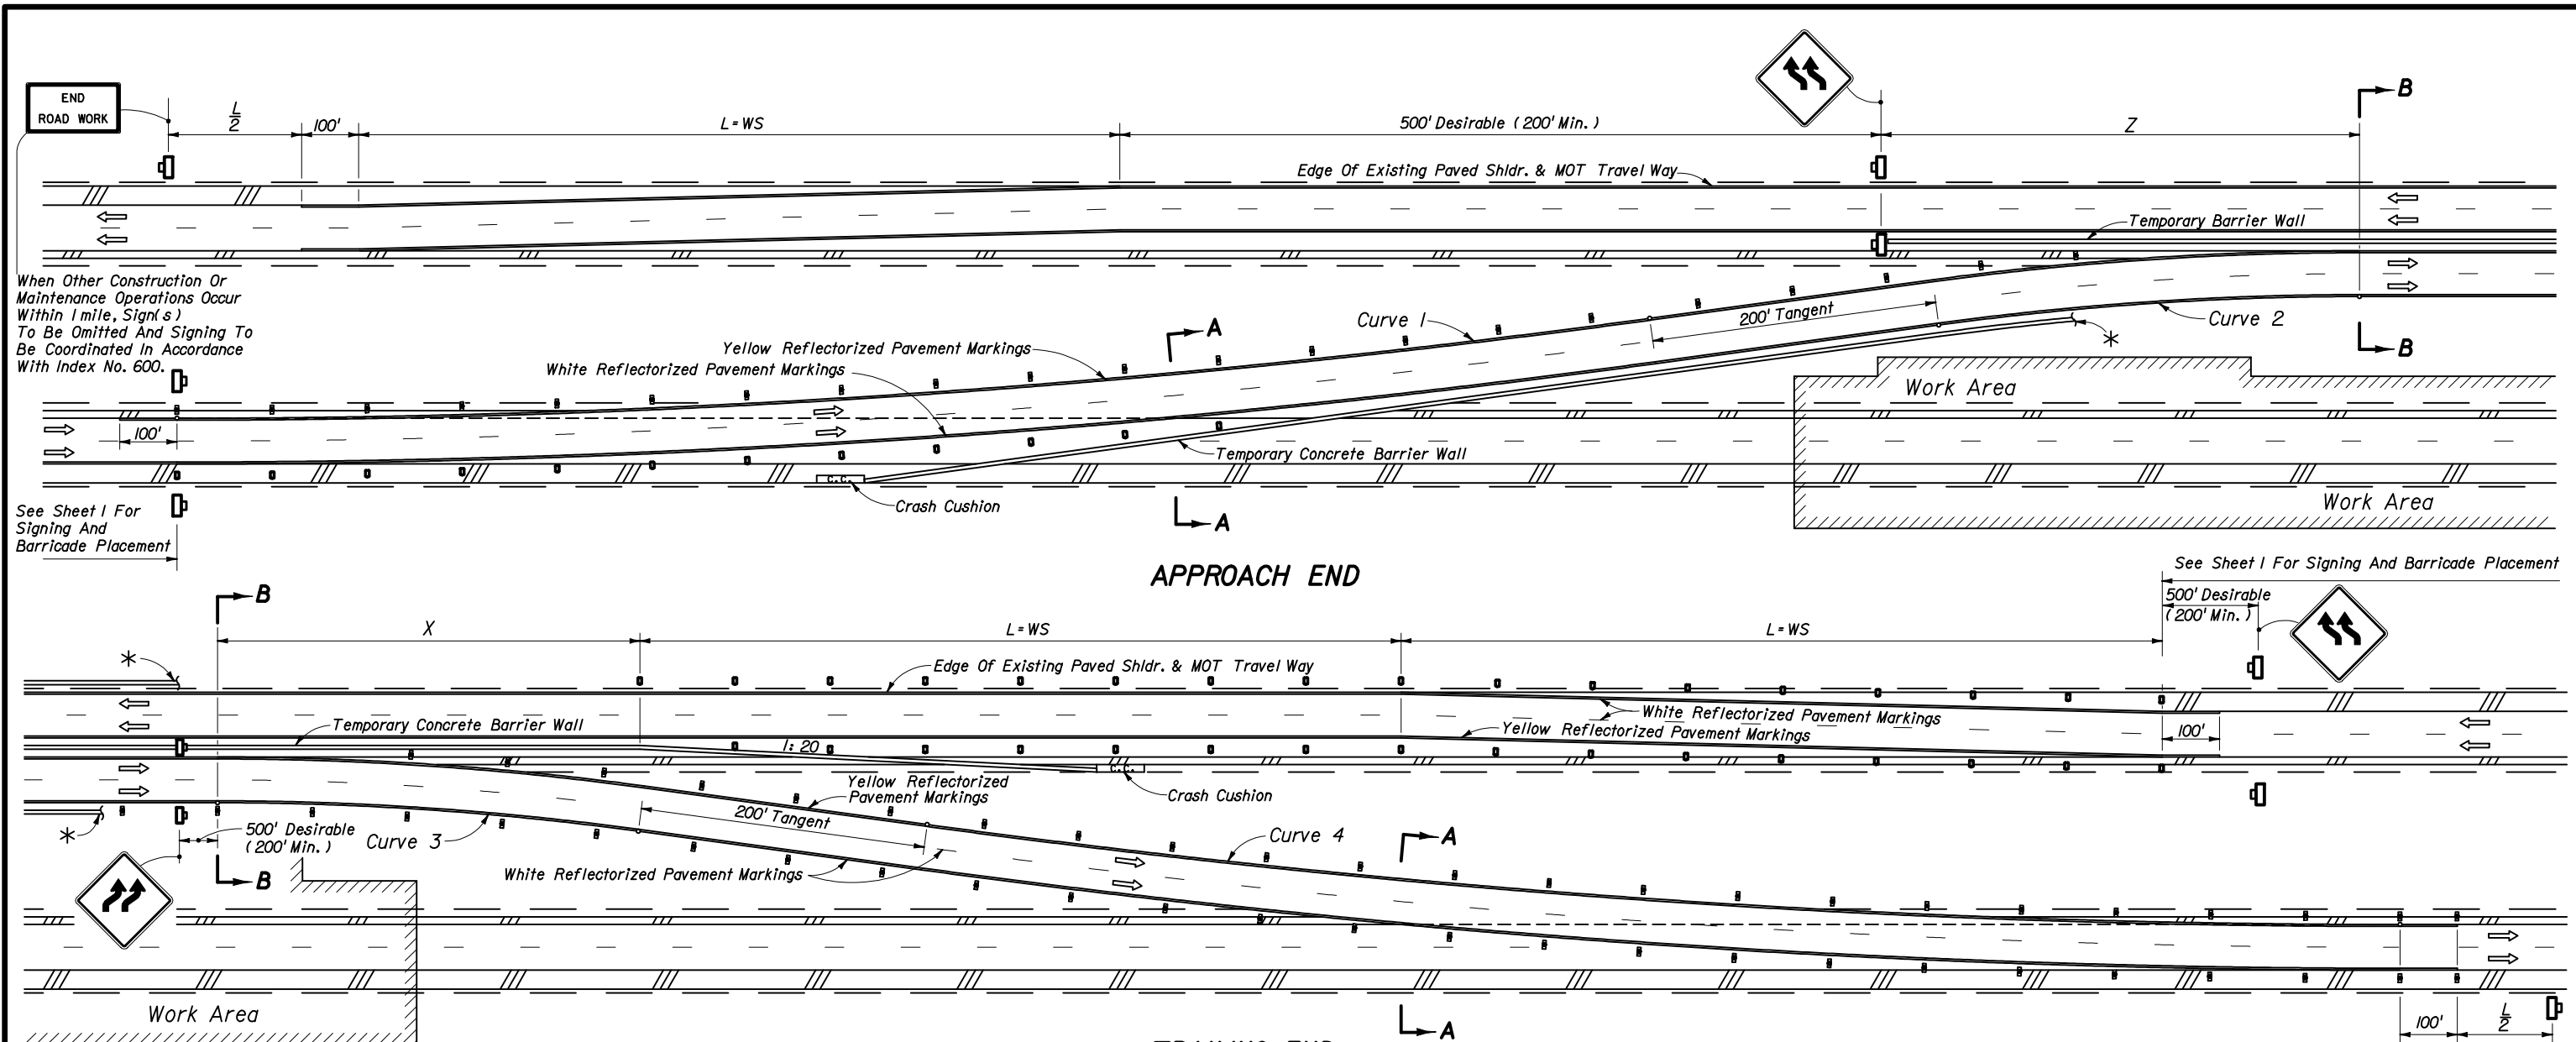 END
ROAD WORK
L
2
100'
L=WS
500' Desirable (200' Min.)
Z
B
Edge Of Existing Paved Shldr. & MOT Travel Way
Temporary Barrier Wall
When Other Construction Or
Maintenance Operations Occur
Within 1 mile, Sign(s)
To Be Omitted And Signing To
Be Coordinated In Accordance
With Index No. 600.
A
Curve 1
200' Tangent
Curve 2
*
B
Yellow Reflectorized Pavement Markings
White Reflectorized Pavement Markings
Work Area
100'
Temporary Concrete Barrier Wall
C.C.
Crash Cushion
A
Work Area
See Sheet 1 For
Signing And
Barricade Placement
APPROACH END
See Sheet 1 For Signing And Barricade Placement
B
500' Desirable
(200' Min.)
X
L=WS
L=WS
*
Edge Of Existing Paved Shldr. & MOT Travel Way
Temporary Concrete Barrier Wall
1:20
White Reflectorized Pavement Markings
Yellow Reflectorized Pavement Markings
100'
C.C.
Yellow Reflectorized
Pavement Markings
Crash Cushion
200' Tangent
*
500' Desirable
(200' Min.)
Curve 3
Curve 4
A
White Reflectorized Pavement Markings
B
Work Area
A
100'
L
2